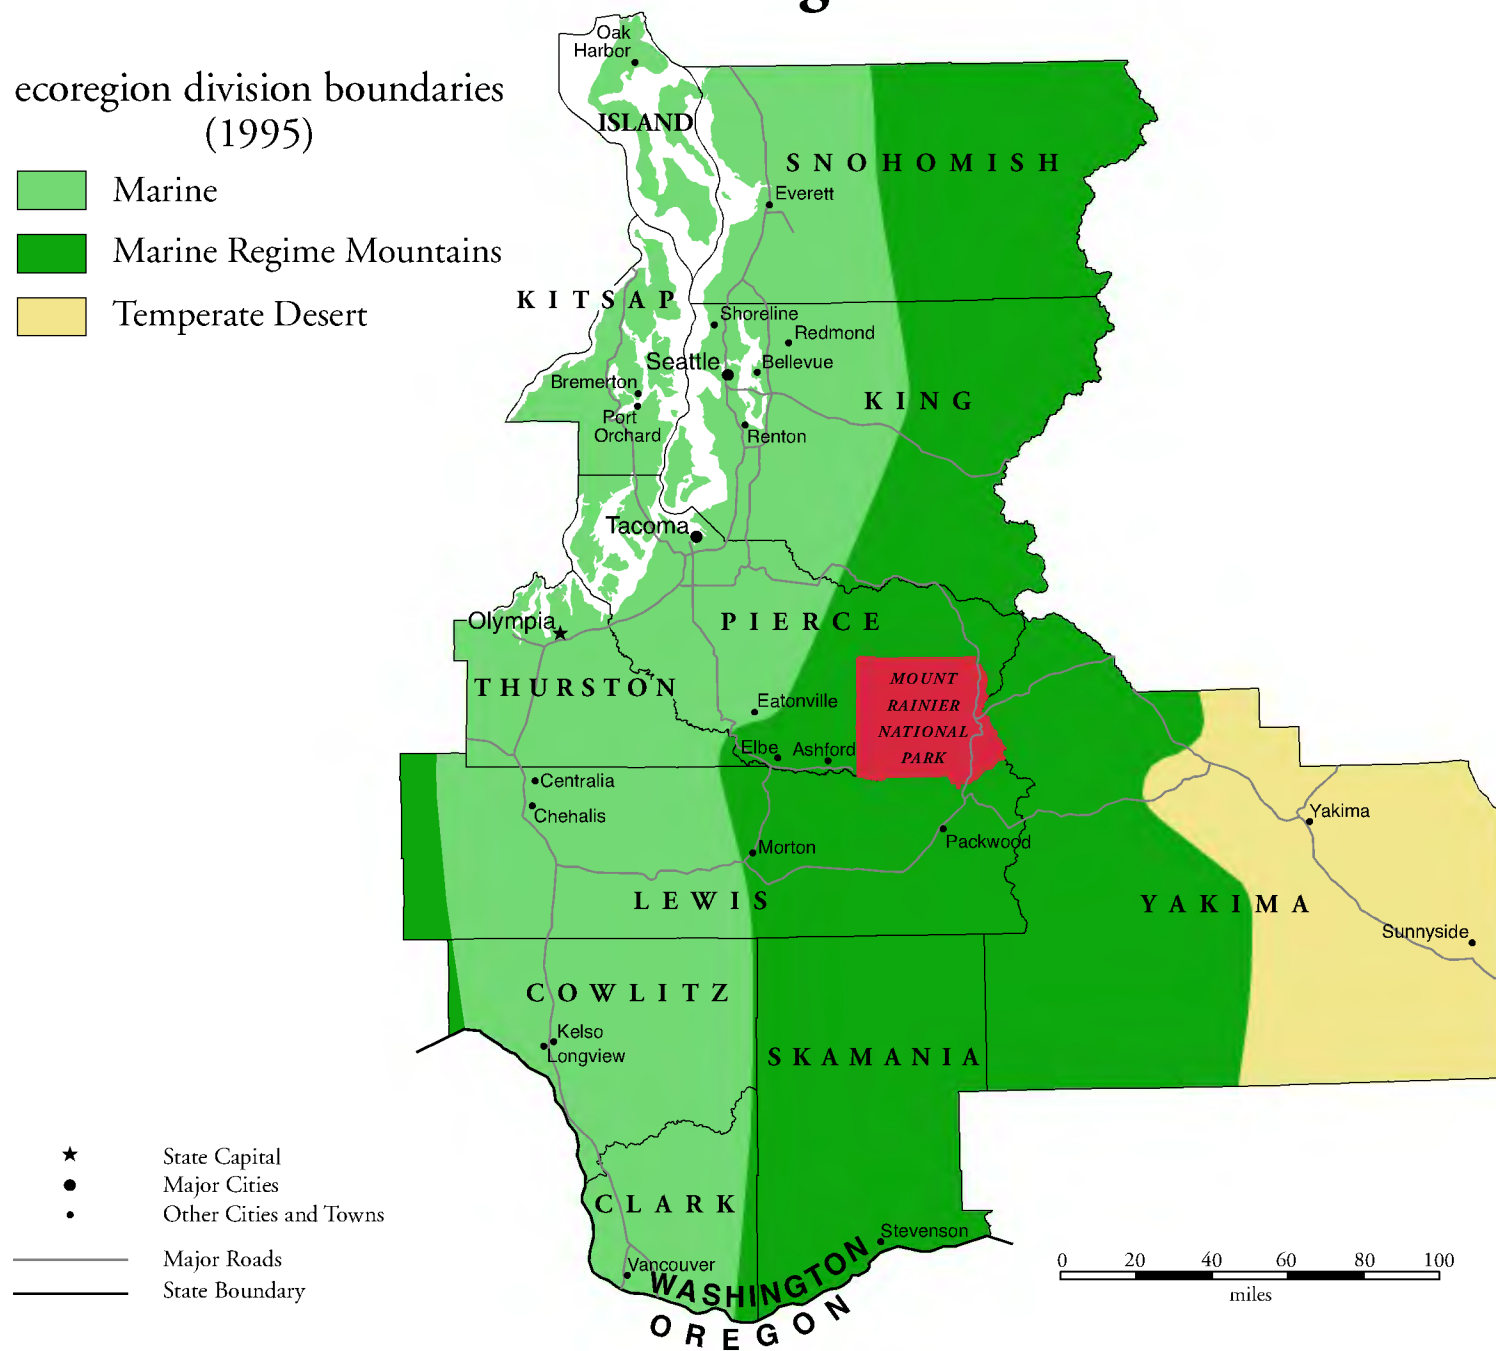 ecoregion division boundaries
(1995)
Marine
Marine Regime Mountains
Temperate Desert
Oak
Harbor
ISLAND
SNOHOMISH
Everett
KITSAP
Shoreline
Redmond
Seattle
Bellevue
Bremerton
KING
Port
Orchard
Renton
Tacoma
Olympia
PIERCE
THURSTON
MOUNT
RAINIER
NATIONAL
PARK
Eatonville
Elbe
Ashford
Centralia
Chehalis
Yakima
Morton
Packwood
LEWIS
YAKIMA
Sunnyside
COWLITZ
Kelso
Longview
SKAMANIA
CLARK
Stevenson
Vancouver
WASHINGTON
OREGON
State Capital
Major Cities
Other Cities and Towns
Major Roads
State Boundary
0 20 40 60 80 100
miles